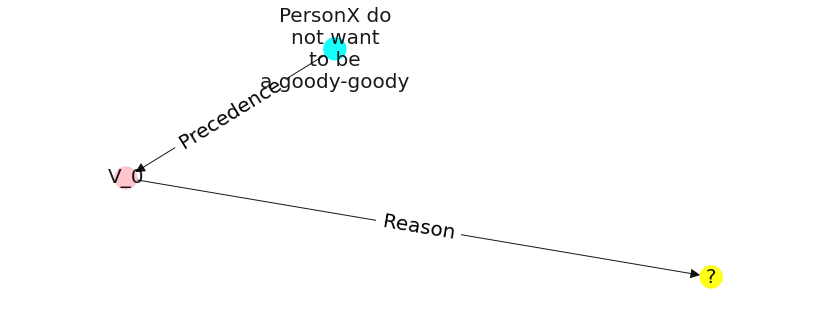 PersonX do
not want
to be
a goody-goody
Precedence
V_0
Reason
?